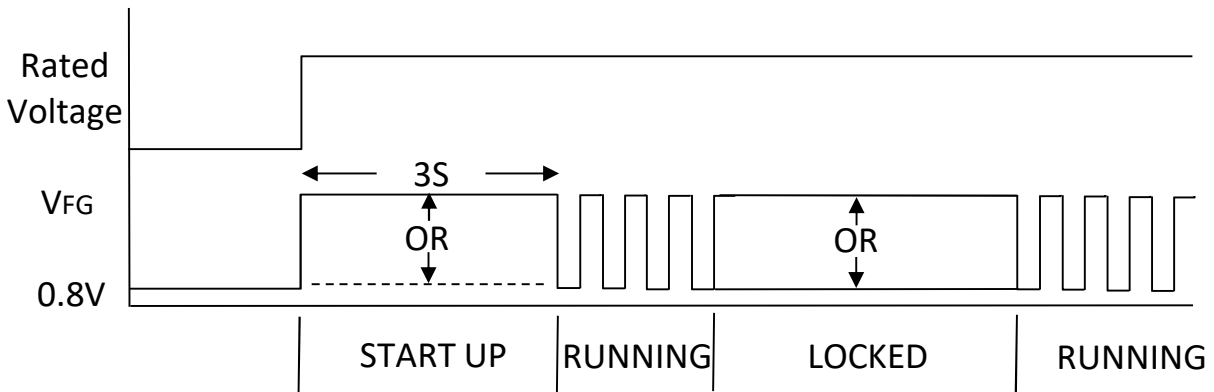 Rated
Voltage
3S
VFG
OR
OR
0.8V
START UP
RUNNING
LOCKED
RUNNING